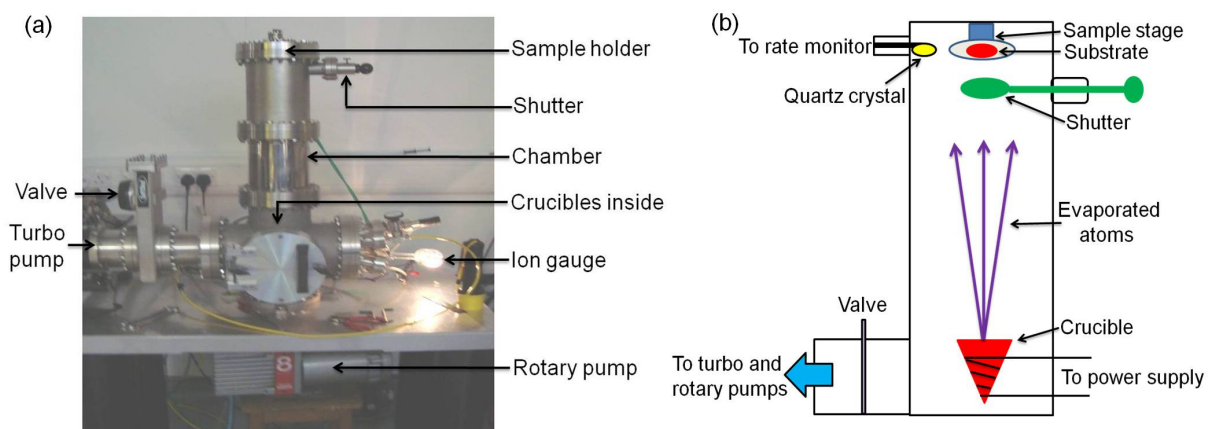 (a)
Sample holder
Shutter
Chamber
Valve
Crucibles inside
Turbo
pump
Ion gauge
8
Rotary pump
(b)
Sample stage
To rate monitor
Substrate
Quartz crystal
Shutter
Evaporated
atoms
Valve
Crucible
To turbo and
rotary pumps
To power supply